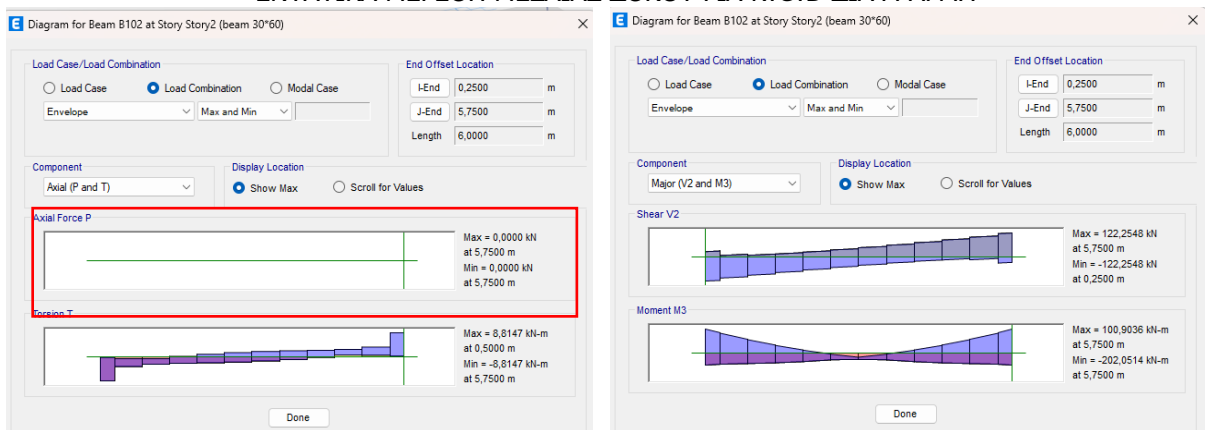 Diagram for Beam B102 at Story Story2 (beam 30*60)
Load Case/Load Combination
Load Case
Load Combination
Modal Case
Envelope
Max and Min
End Offset Location
I-End 0,2500 m
J-End 5,7500 m
Length 6,0000 m
Component
Axial (P and T)
Display Location
Show Max
Scroll for Values
Axial Force P
Max = 0,0000 kN
at 5,7500 m
Min = 0,0000 kN
at 5,7500 m
Torsion T
Max = 8,8147 kN-m
at 0,5000 m
Min = -8,8147 kN-m
at 5,7500 m
Done
Diagram for Beam B102 at Story Story2 (beam 30*60)
Load Case/Load Combination
Load Case
Load Combination
Modal Case
Envelope
Max and Min
End Offset Location
I-End 0,2500 m
J-End 5,7500 m
Length 6,0000 m
Component
Major (V2 and M3)
Display Location
Show Max
Scroll for Values
Shear V2
Max = 122,2548 kN
at 5,7500 m
Min = -122,2548 kN
at 0,2500 m
Moment M3
Max = 100,9036 kN-m
at 5,7500 m
Min = -202,0514 kN-m
at 5,7500 m
Done